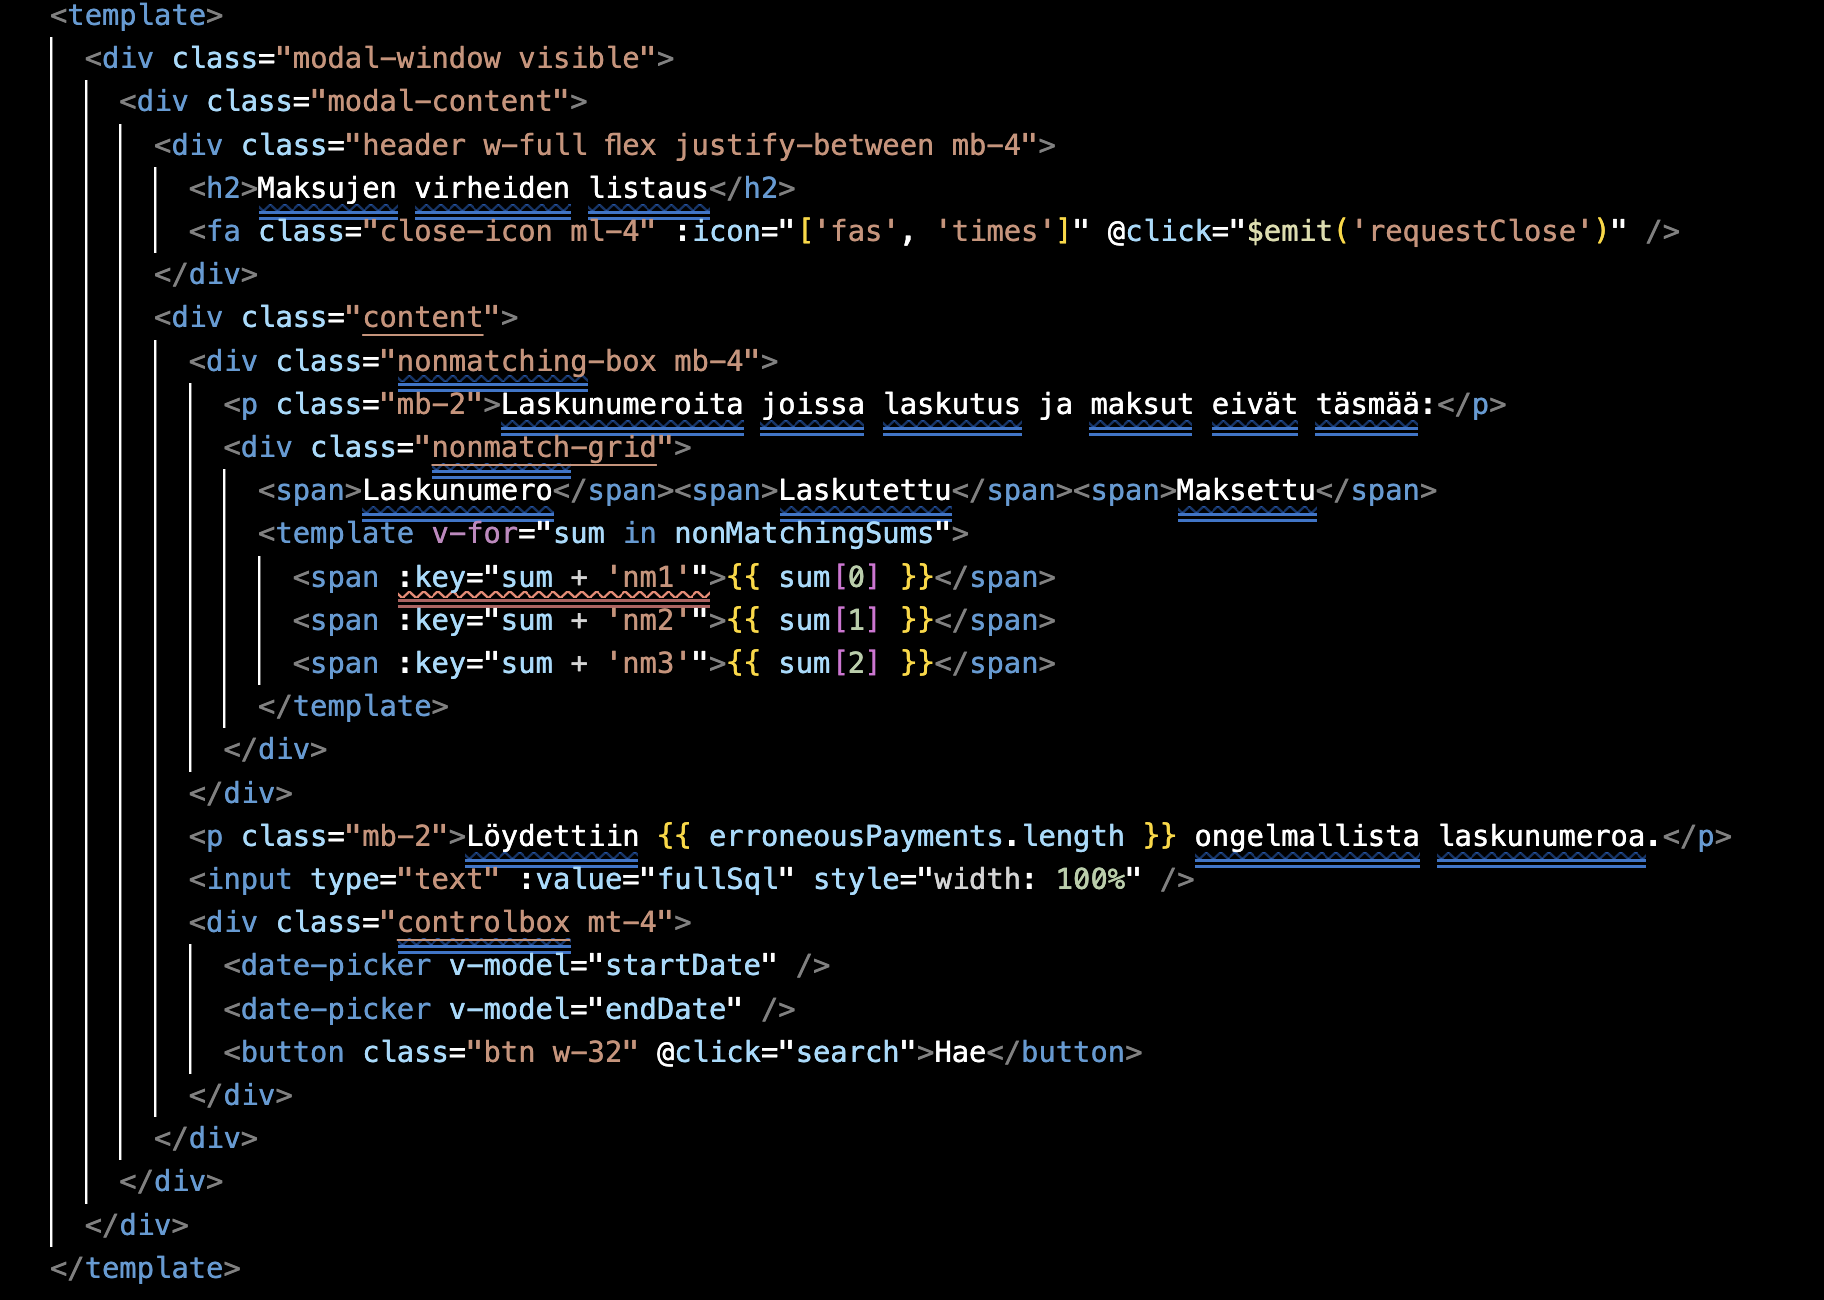 <template>
<div class="modal-window visible">
<div class="modal-content">
<div class="header w-full flex justify-between mb-4">
<h2>Maksujen virheiden listaus</h2>
<fa class="close-icon ml-4" :icon="['fas', 'times']" @click="$emit('requestClose')" />
</div>
<div class="content">
<div class="nonmatching-box mb-4">
<p class="mb-2">Laskunumeroita joissa laskutus ja maksut eivät täsmää:</p>
<div class="nonmatch-grid">
<span>Laskunumero</span><span>Laskutettu</span><span>Maksettu</span>
<template v-for="sum in nonMatchingSums">
<span :key="sum + 'nm1'">{{ sum[0] }}</span>
<span :key="sum + 'nm2'">{{ sum[1] }}</span>
<span :key="sum + 'nm3'">{{ sum[2] }}</span>
</template>
</div>
</div>
<p class="mb-2">Löydettiin {{ erroneousPayments.length }} ongelmallista laskunumeroa.</p>
<input type="text" :value="fullSql" style="width: 100%" />
<div class="controlbox mt-4">
<date-picker v-model="startDate" />
<date-picker v-model="endDate" />
<button class="btn w-32" @click="search">Hae</button>
</div>
</div>
</div>
</div>
</template>